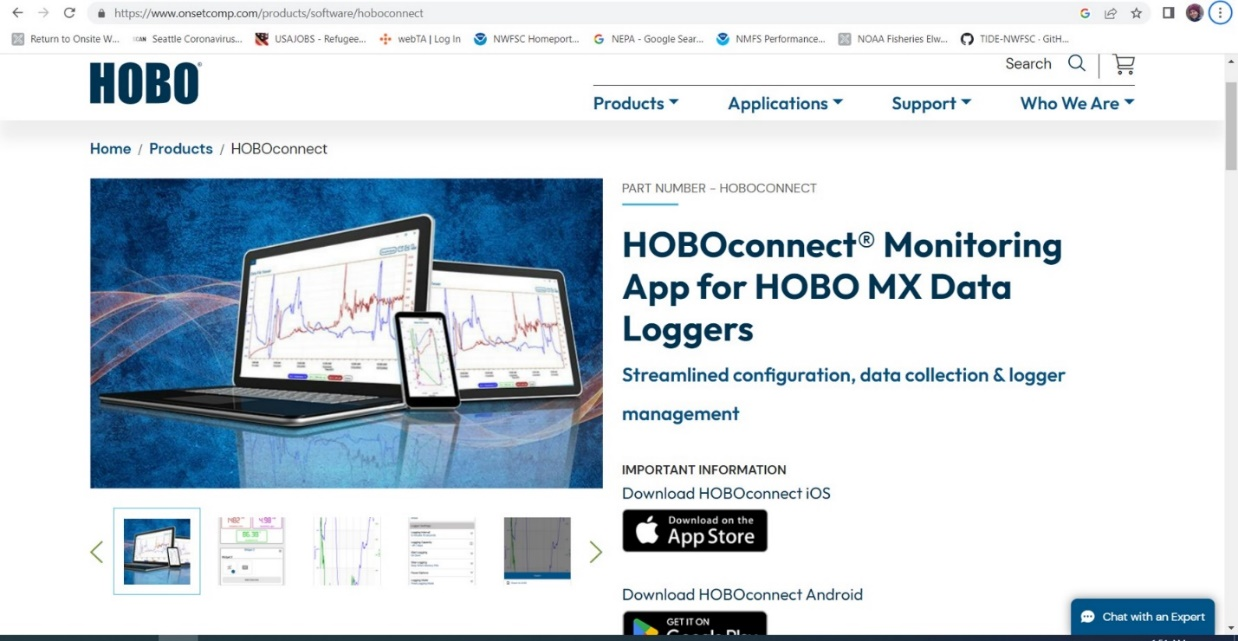 https://www.onsetcomp.com/products/software/hoboconnect
Return to Onsite W... Seattle Coronavirus... USAJOBS - Refugee... webTA | Log In NWFSC Homeport... NEPA - Google Sear... NMFS Performance... NOAA Fisheries Elw... TIDE-NWFSC - GitH...
HOBO®
Search
Products Applications Support Who We Are
Home / Products / HOBOconnect
PART NUMBER – HOBOCONNECT
HOBOconnect® Monitoring
App for HOBO MX Data
Loggers
Streamlined configuration, data collection & logger
management
IMPORTANT INFORMATION
Download HOBOconnect iOS
Download on the
App Store
86.38
Download HOBOconnect Android
GET IT ON
Chat with an Expert